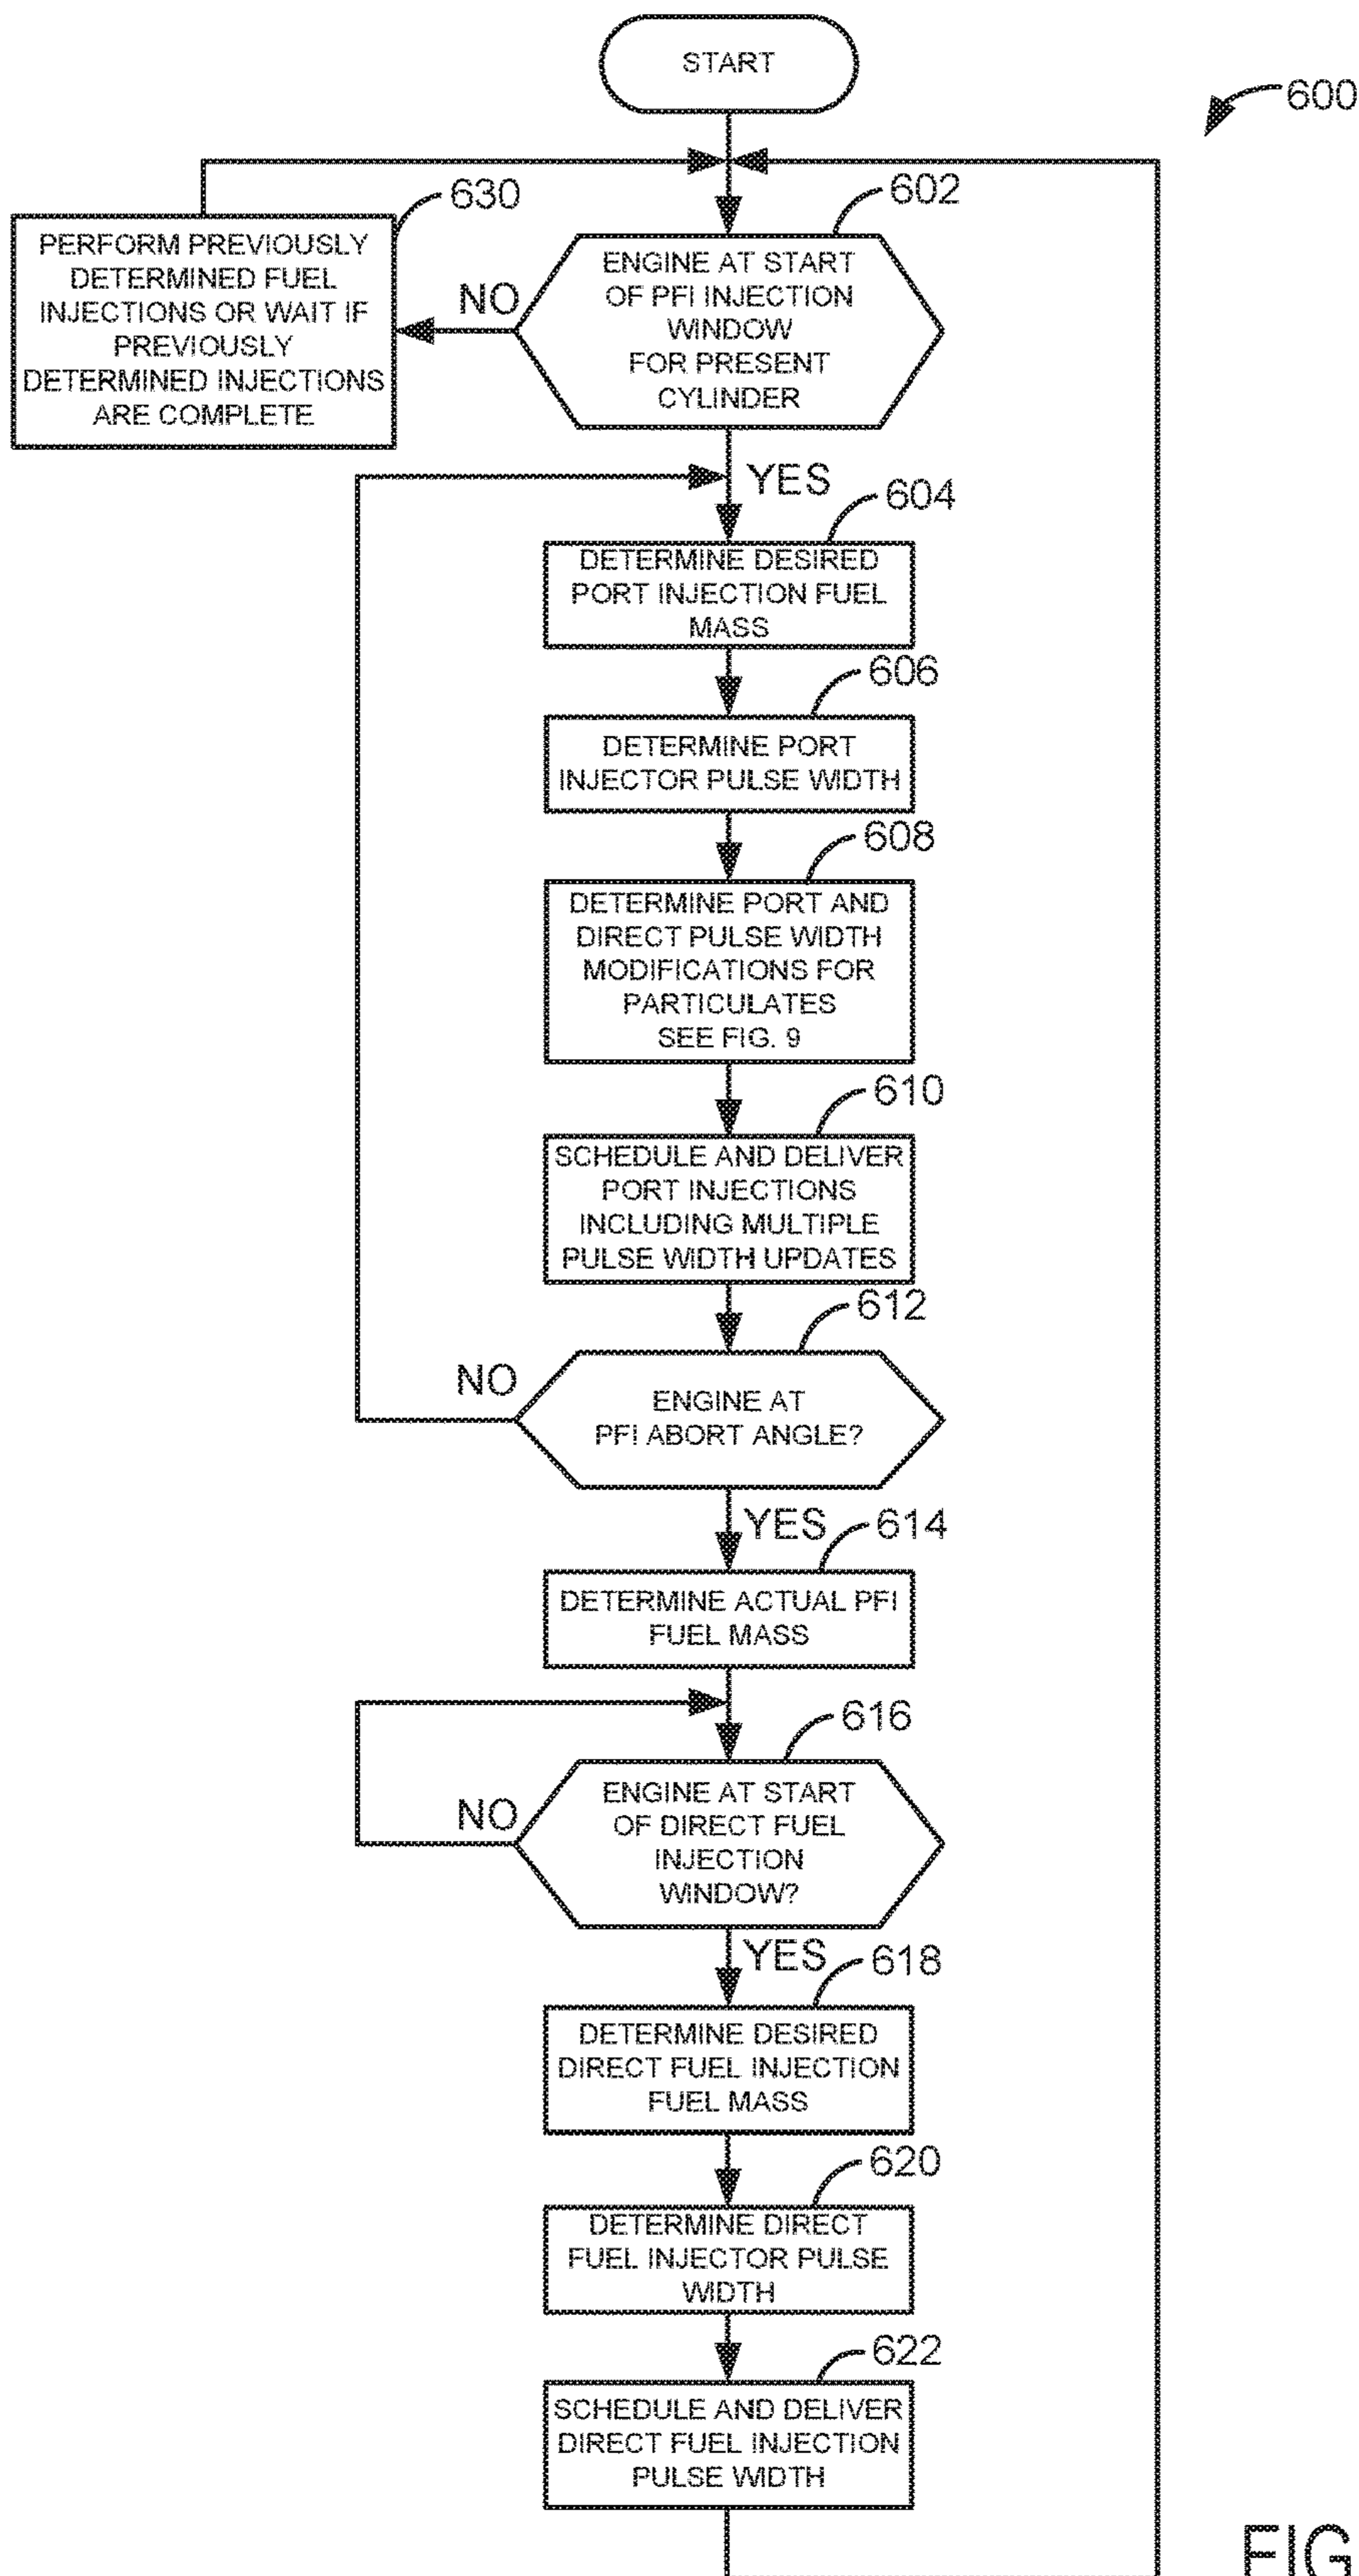 START
600
602
630
PERFORM PREVIOUSLY
DETERMINED FUEL
INJECTIONS OR WAIT IF
PREVIOUSLY
DETERMINED INJECTIONS
ARE COMPLETE
NO
ENGINE AT START
OF PFI INJECTION
WINDOW
FOR PRESENT
CYLINDER
YES
604
DETERMINE DESIRED
PORT INJECTION FUEL
MASS
606
DETERMINE PORT
INJECTOR PULSE WIDTH
608
DETERMINE PORT AND
DIRECT PULSE WIDTH
MODIFICATIONS FOR
PARTICULATES
SEE FIG. 9
610
SCHEDULE AND DELIVER
PORT INJECTIONS
INCLUDING MULTIPLE
PULSE WIDTH UPDATES
612
NO
ENGINE AT
PFI ABORT ANGLE?
YES
614
DETERMINE ACTUAL PFI
FUEL MASS
616
NO
ENGINE AT START
OF DIRECT FUEL
INJECTION
WINDOW?
YES
618
DETERMINE DESIRED
DIRECT FUEL INJECTION
FUEL MASS
620
DETERMINE DIRECT
FUEL INJECTOR PULSE
WIDTH
622
SCHEDULE AND DELIVER
DIRECT FUEL INJECTION
PULSE WIDTH
FIG